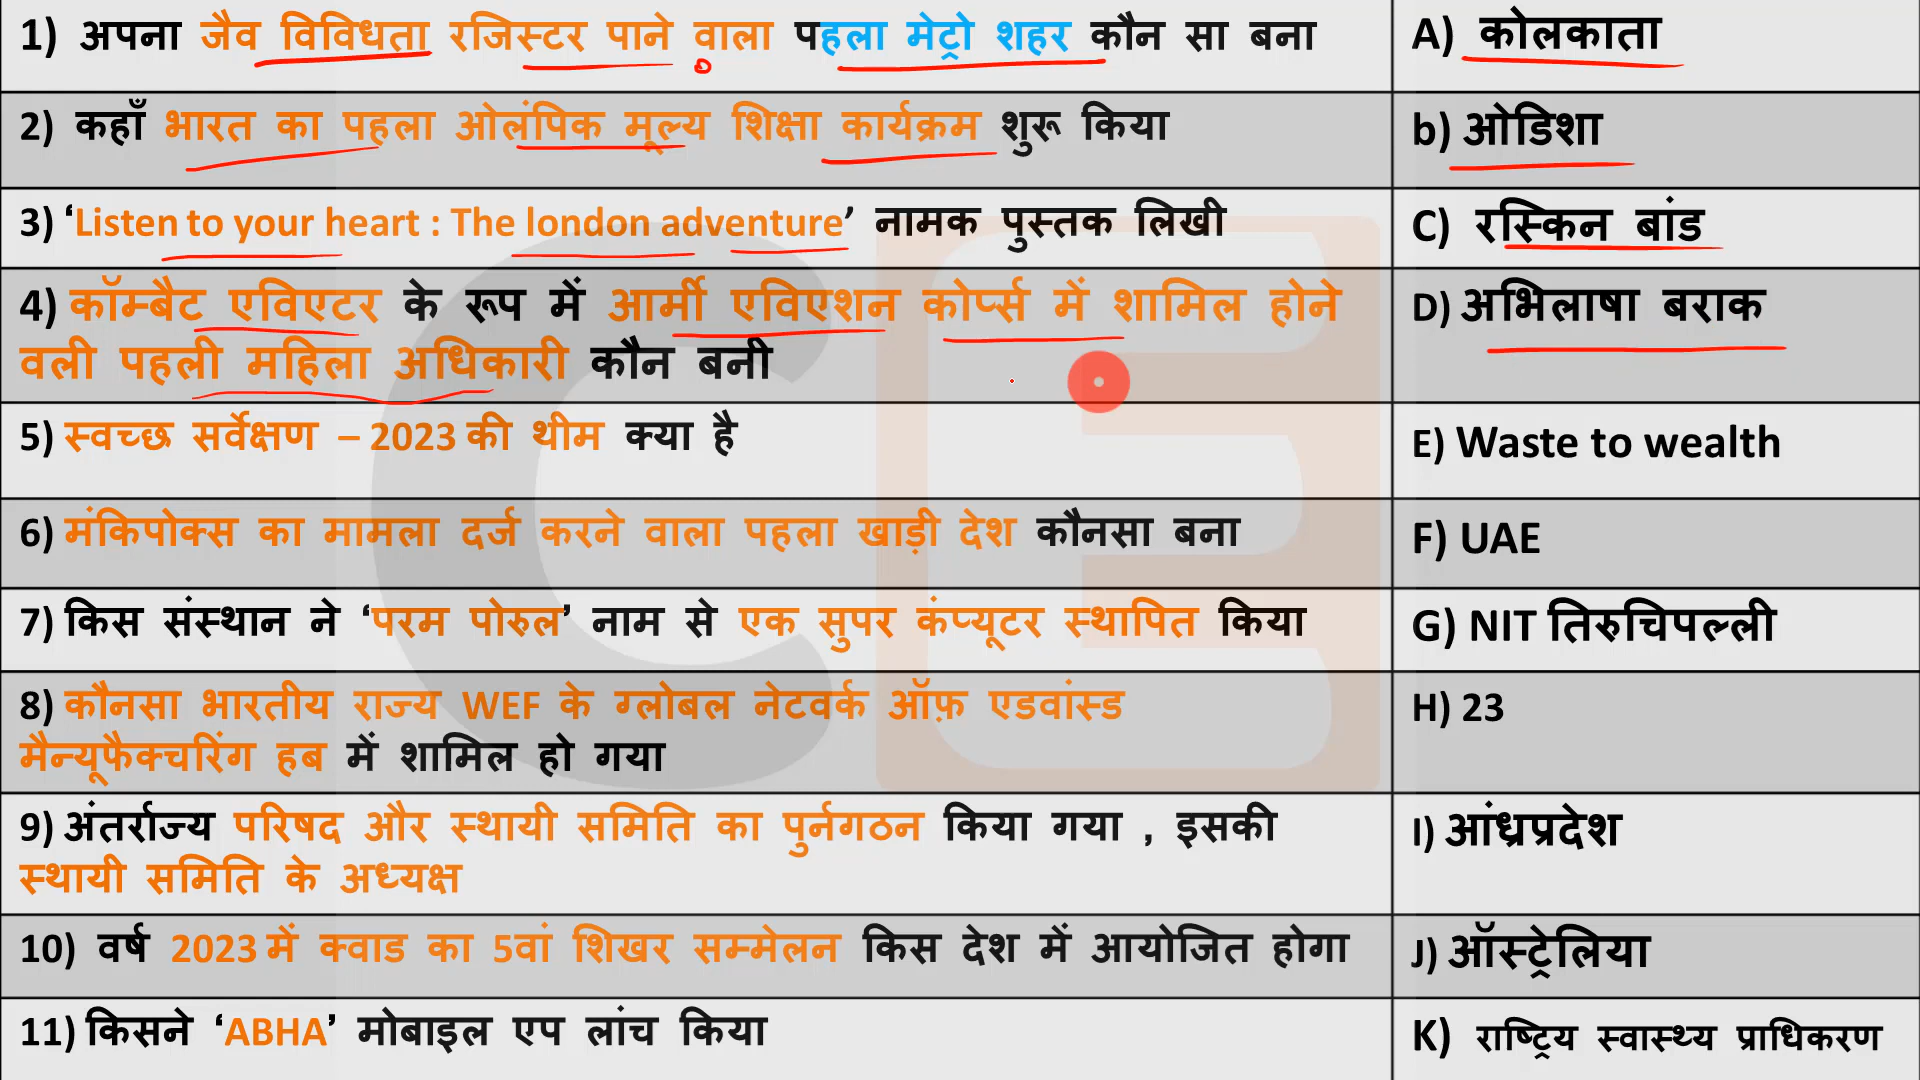 1) अपना जैव विविधता रजिस्टर पाने वाला पहला मेट्रो शहर कौन सा बना
A) कोलकाता
2) कहाँ भारत का पहला ओलंपिक मूल्य शिक्षा कार्यक्रम शुरू किया
b) ओडिशा
3) ‘Listen to your heart : The london adventure’ नामक पुस्तक लिखी
C) रस्किन बांड
4) कॉम्बैट एविएटर के रूप में आर्मी एविएशन कोर्प्स में शामिल होने
वली पहली महिला अधिकारी कौन बनी
D) अभिलाषा बराक
5) स्वच्छ सर्वेक्षण – 2023 की थीम क्या है
E) Waste to wealth
6) मंकिपोक्स का मामला दर्ज करने वाला पहला खाड़ी देश कौनसा बना
F) UAE
7) किस संस्थान ने ‘परम पोरुल’ नाम से एक सुपर कंप्यूटर स्थापित किया
G) NIT तिरुचिपल्ली
8) कौनसा भारतीय राज्य WEF के ग्लोबल नेटवर्क ऑफ़ एडवांस्ड
मैन्यूफैक्चरिंग हब में शामिल हो गया
H) 23
9) अंतर्राज्य परिषद और स्थायी समिति का पुर्नगठन किया गया , इसकी
स्थायी समिति के अध्यक्ष
I) आंध्रप्रदेश
10) वर्ष 2023 में क्वाड का 5वां शिखर सम्मेलन किस देश में आयोजित होगा
J) ऑस्ट्रेलिया
11) किसने ‘ABHA’ मोबाइल एप लांच किया
K) राष्ट्रिय स्वास्थ्य प्राधिकरण